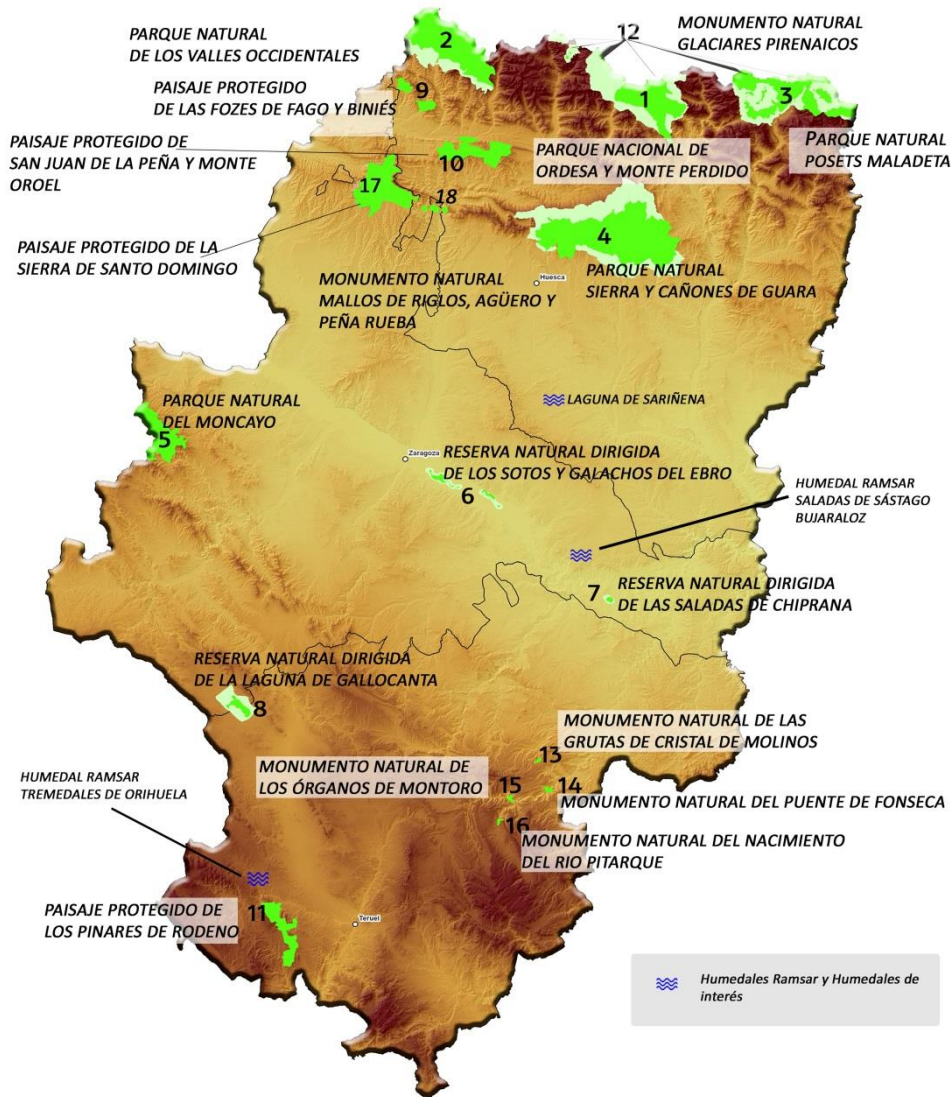 PARQUE NATURAL
DE LOS VALLES OCCIDENTALES
2
12
MONUMENTO NATURAL
GLACIARES PIRENAICOS
PAISAJE PROTEGIDO
DE LAS FOZES DE FAGO Y BINIÉS
9
1
3
PAISAJE PROTEGIDO DE
SAN JUAN DE LA PEÑA Y MONTE
OROEL
10
PARQUE NACIONAL DE
ORDESA Y MONTE PERDIDO
PARQUE NATURAL
POSETS MALADETA
17
18
PAISAJE PROTEGIDO DE LA
SIERRA DE SANTO DOMINGO
4
MONUMENTO NATURAL
MALLOS DE RIGLOS, AGÜERO Y
PEÑA RUEBA
Huesca
PARQUE NATURAL
SIERRA Y CAÑONES DE GUARA
LAGUNA DE SARIÑENA
PARQUE NATURAL
DEL MONCAYO
5
Zaragoza
RESERVA NATURAL DIRIGIDA
DE LOS SOTOS Y GALACHOS DEL EBRO
6
HUMEDAL RAMSAR
SALADAS DE SÁSTAGO
BUJARALOZ
7
RESERVA NATURAL DIRIGIDA
DE LAS SALADAS DE CHIPRANA
RESERVA NATURAL DIRIGIDA
DE LA LAGUNA DE GALLOCANTA
8
MONUMENTO NATURAL DE LAS
GRUTAS DE CRISTAL DE MOLINOS
13
MONUMENTO NATURAL DE
LOS ÓRGANOS DE MONTORO
15
14
MONUMENTO NATURAL DEL PUENTE DE FONSECA
16
MONUMENTO NATURAL DEL NACIMIENTO
DEL RIO PITARQUE
HUMEDAL RAMSAR
TREMEDALES DE ORIHUELA
11
PAISAJE PROTEGIDO DE
LOS PINARES DE RODENO
Teruel
Humedales Ramsar y Humedales de
interés